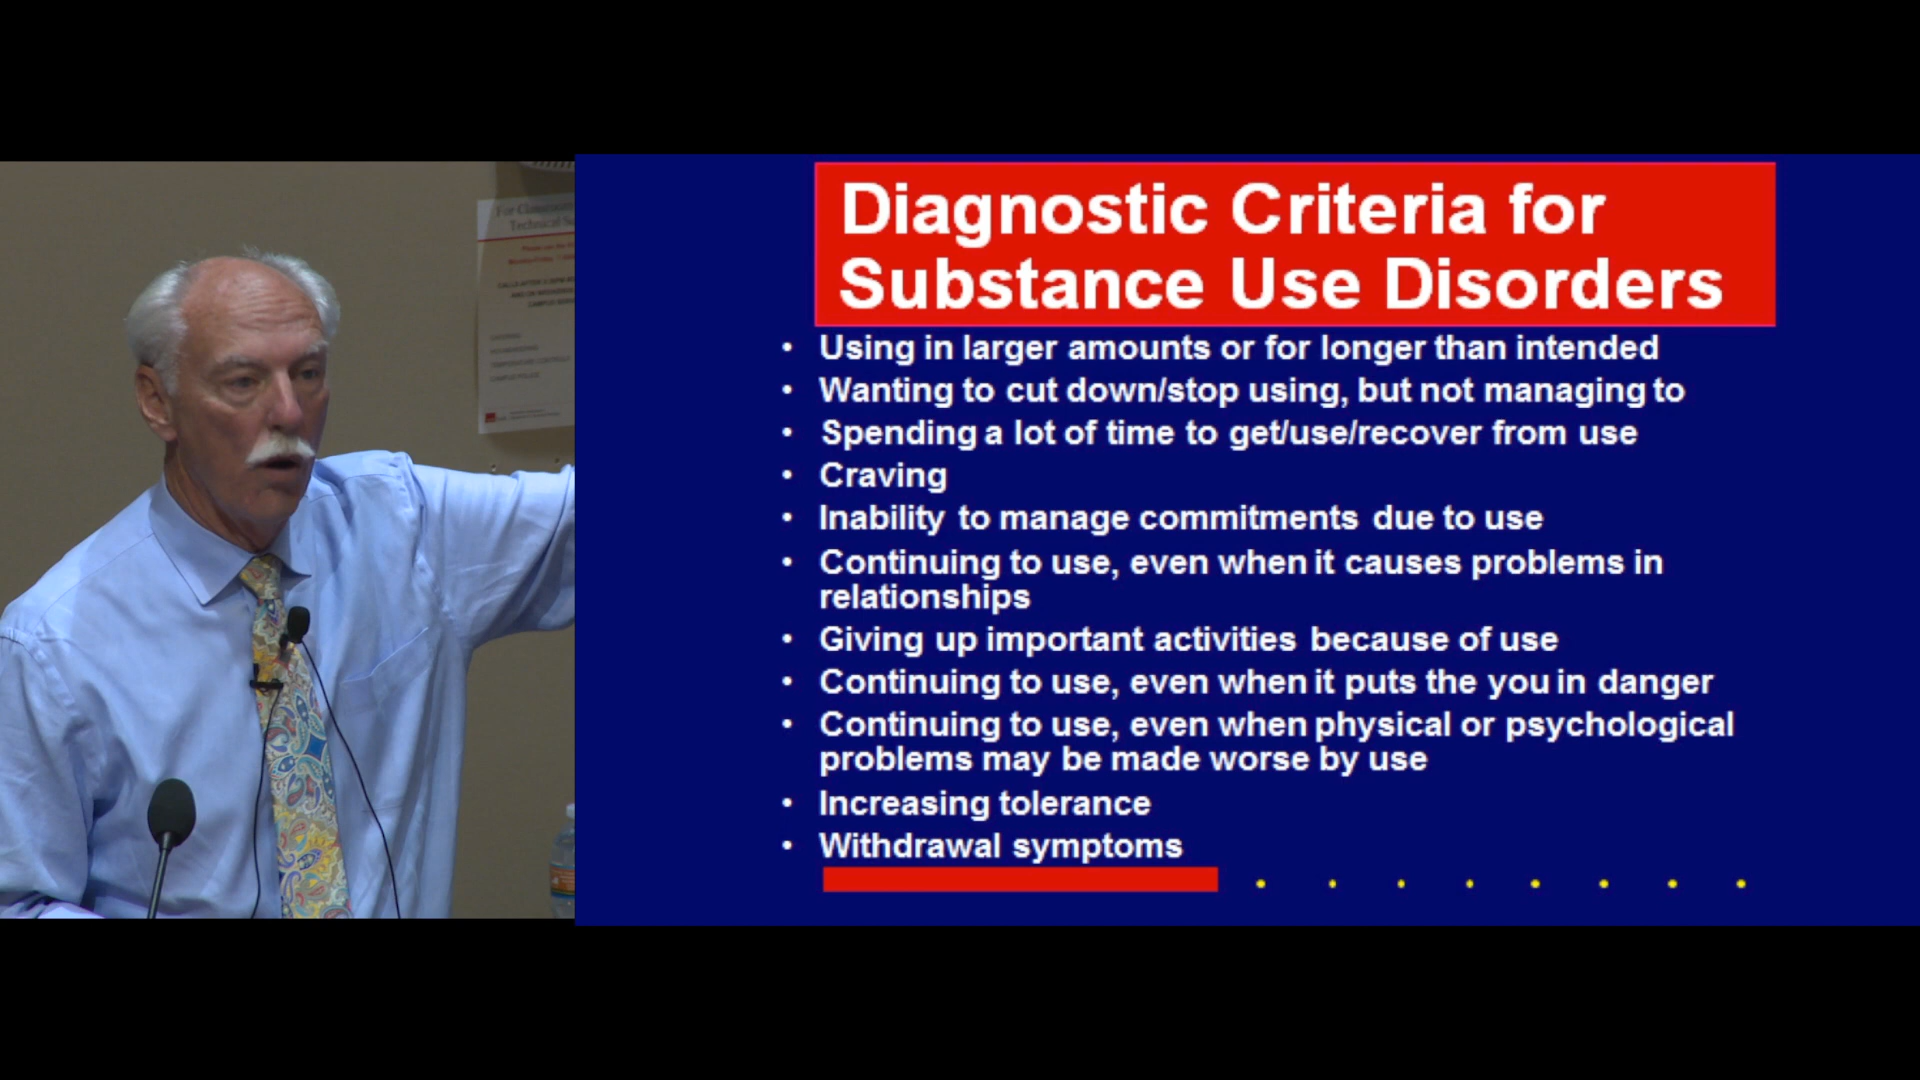 For Classroom
Technical Su
Diagnostic Criteria for
Substance Use Disorders
• Using in larger amounts or for longer than intended
• Wanting to cut down/stop using, but not managing to
• Spending a lot of time to get/use/recover from use
• Craving
• Inability to manage commitments due to use
• Continuing to use, even when it causes problems in
relationships
• Giving up important activities because of use
• Continuing to use, even when it puts the you in danger
• Continuing to use, even when physical or psychological
problems may be made worse by use
• Increasing tolerance
• Withdrawal symptoms